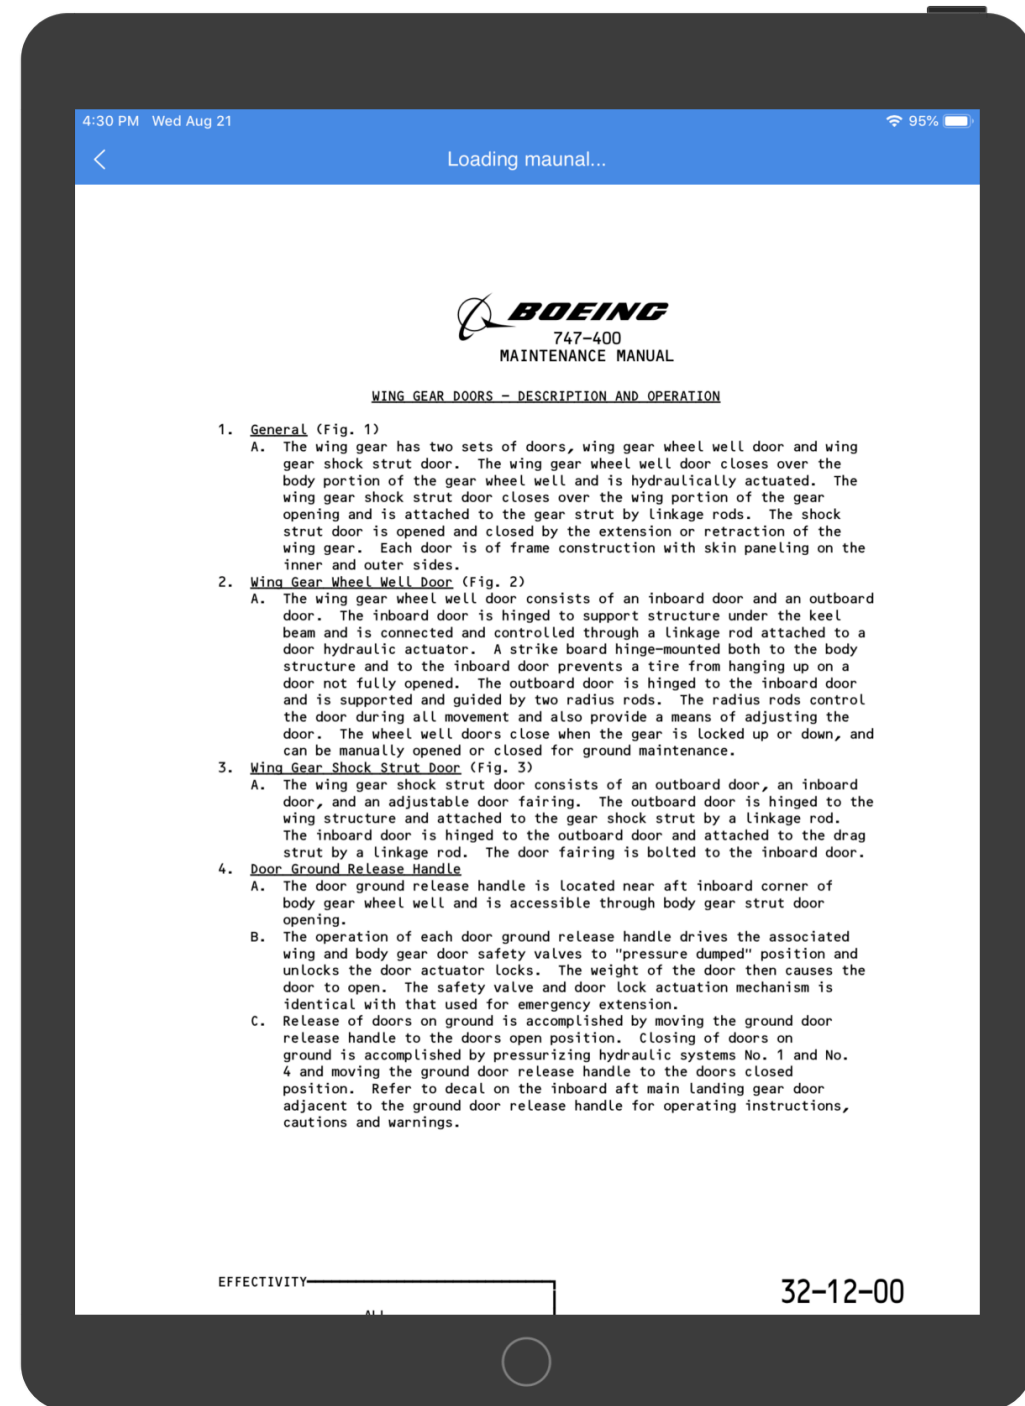 4:30 PM Wed Aug 21 95%
Loading maunal...
BOEING
747-400
MAINTENANCE MANUAL
WING GEAR DOORS - DESCRIPTION AND OPERATION
1. General (Fig. 1)
A. The wing gear has two sets of doors, wing gear wheel well door and wing
gear shock strut door. The wing gear wheel well door closes over the
body portion of the gear wheel well and is hydraulically actuated. The
wing gear shock strut door closes over the wing portion of the gear
opening and is attached to the gear strut by linkage rods. The shock
strut door is opened and closed by the extension or retraction of the
wing gear. Each door is of frame construction with skin paneling on the
inner and outer sides.
2. Wing Gear Wheel Well Door (Fig. 2)
A. The wing gear wheel well door consists of an inboard door and an outboard
door. The inboard door is hinged to support structure under the keel
beam and is connected and controlled through a linkage rod attached to a
door hydraulic actuator. A strike board hinge-mounted both to the body
structure and to the inboard door prevents a tire from hanging up on a
door not fully opened. The outboard door is hinged to the inboard door
and is supported and guided by two radius rods. The radius rods control
the door during all movement and also provide a means of adjusting the
door. The wheel well doors close when the gear is locked up or down, and
can be manually opened or closed for ground maintenance.
3. Wing Gear Shock Strut Door (Fig. 3)
A. The wing gear shock strut door consists of an outboard door, an inboard
door, and an adjustable door fairing. The outboard door is hinged to the
wing structure and attached to the gear shock strut by a linkage rod.
The inboard door is hinged to the outboard door and attached to the drag
strut by a linkage rod. The door fairing is bolted to the inboard door.
4. Door Ground Release Handle
A. The door ground release handle is located near aft inboard corner of
body gear wheel well and is accessible through body gear strut door
opening.
B. The operation of each door ground release handle drives the associated
wing and body gear door safety valves to "pressure dumped" position and
unlocks the door actuator locks. The weight of the door then causes the
door to open. The safety valve and door lock actuation mechanism is
identical with that used for emergency extension.
C. Release of doors on ground is accomplished by moving the ground door
release handle to the doors open position. Closing of doors on
ground is accomplished by pressurizing hydraulic systems No. 1 and No.
4 and moving the ground door release handle to the doors closed
position. Refer to decal on the inboard aft main landing gear door
adjacent to the ground door release handle for operating instructions,
cautions and warnings.
EFFECTIVITY
32-12-00